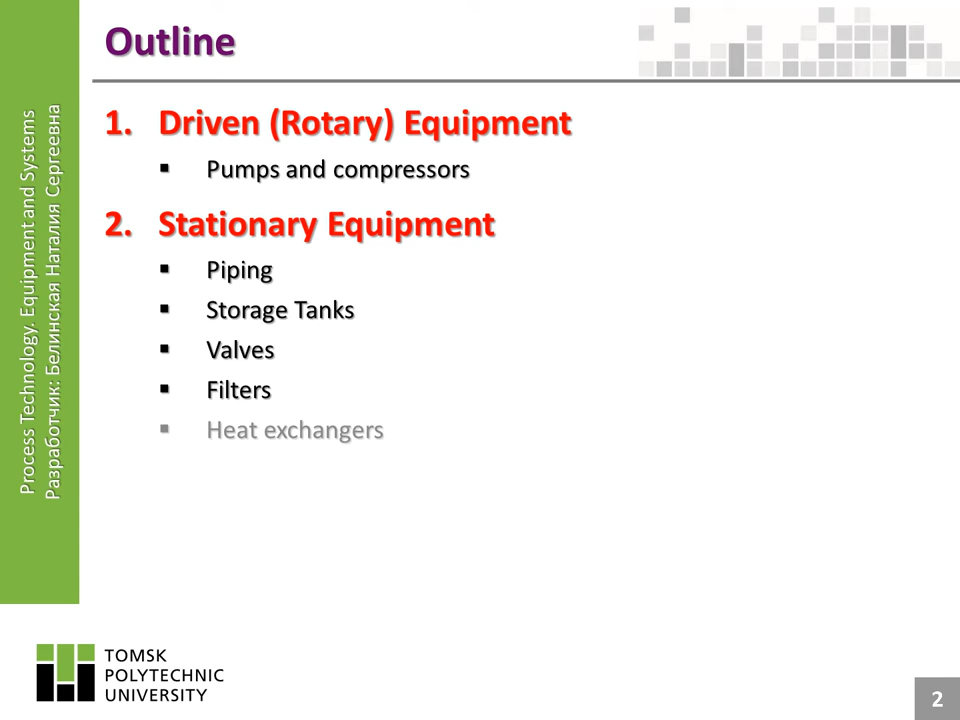 Outline
1. Driven (Rotary) Equipment
▪ Pumps and compressors
2. Stationary Equipment
▪ Piping
▪ Storage Tanks
▪ Valves
▪ Filters
▪ Heat exchangers
Process Technology. Equipment and Systems
Разработчик: Белинская Наталия Сергеевна
TOMSK
POLYTECHNIC
UNIVERSITY
2